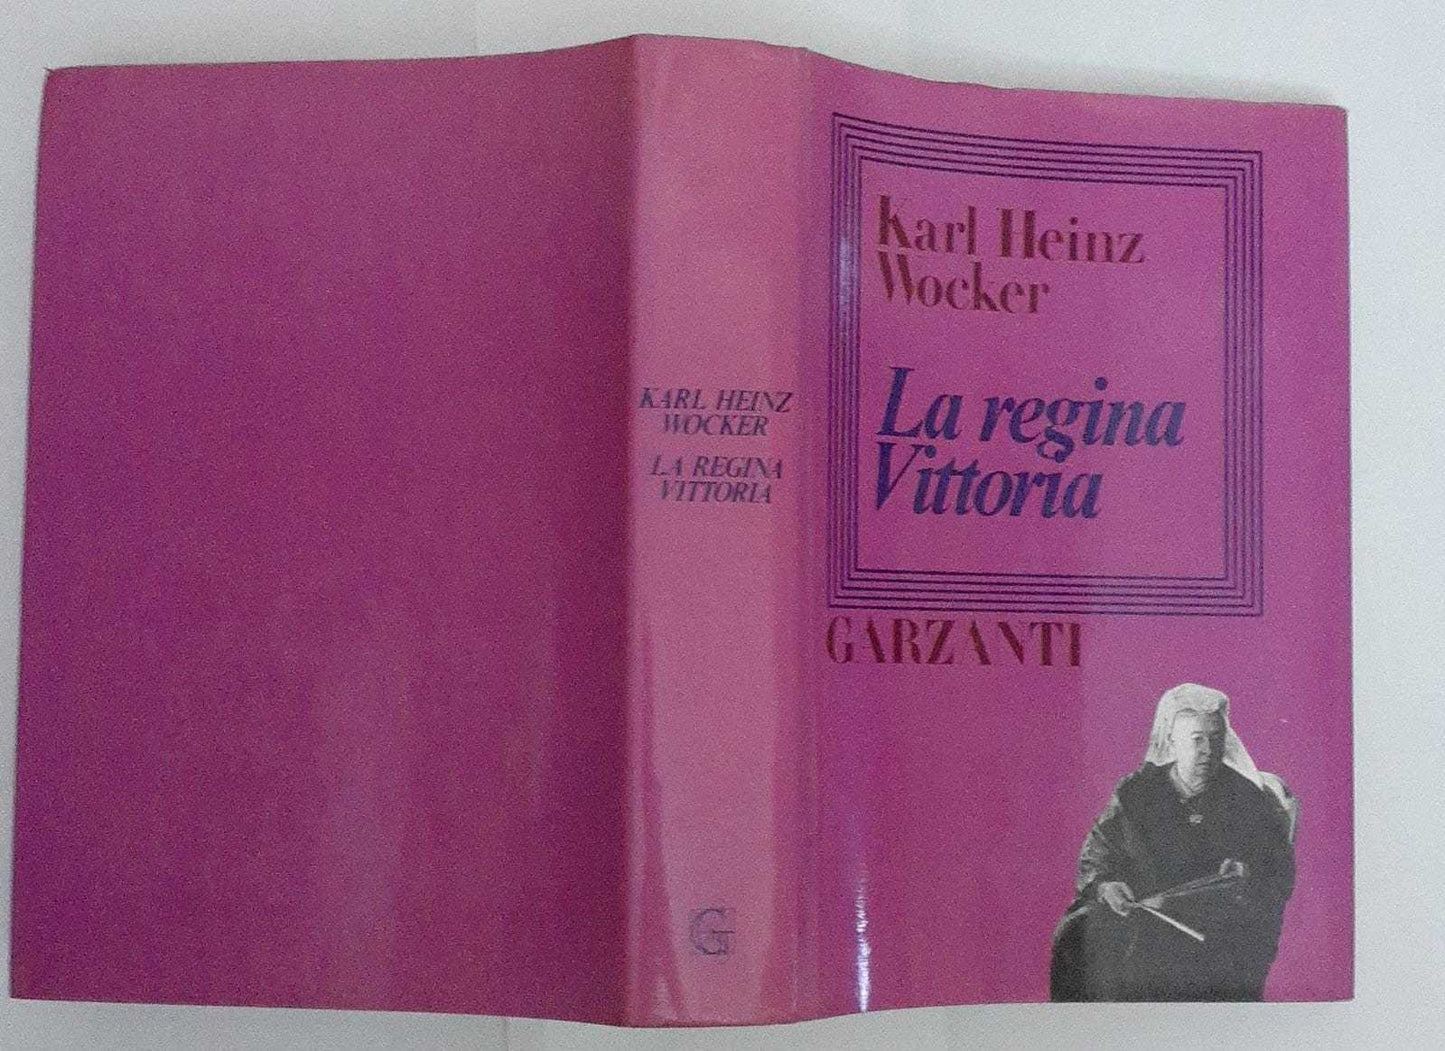 KARL HEINZ
WOCKER
LA REGINA
VITTORIA
G
Karl Heinz
Wocker
La regina
Vittoria
GARZANTI